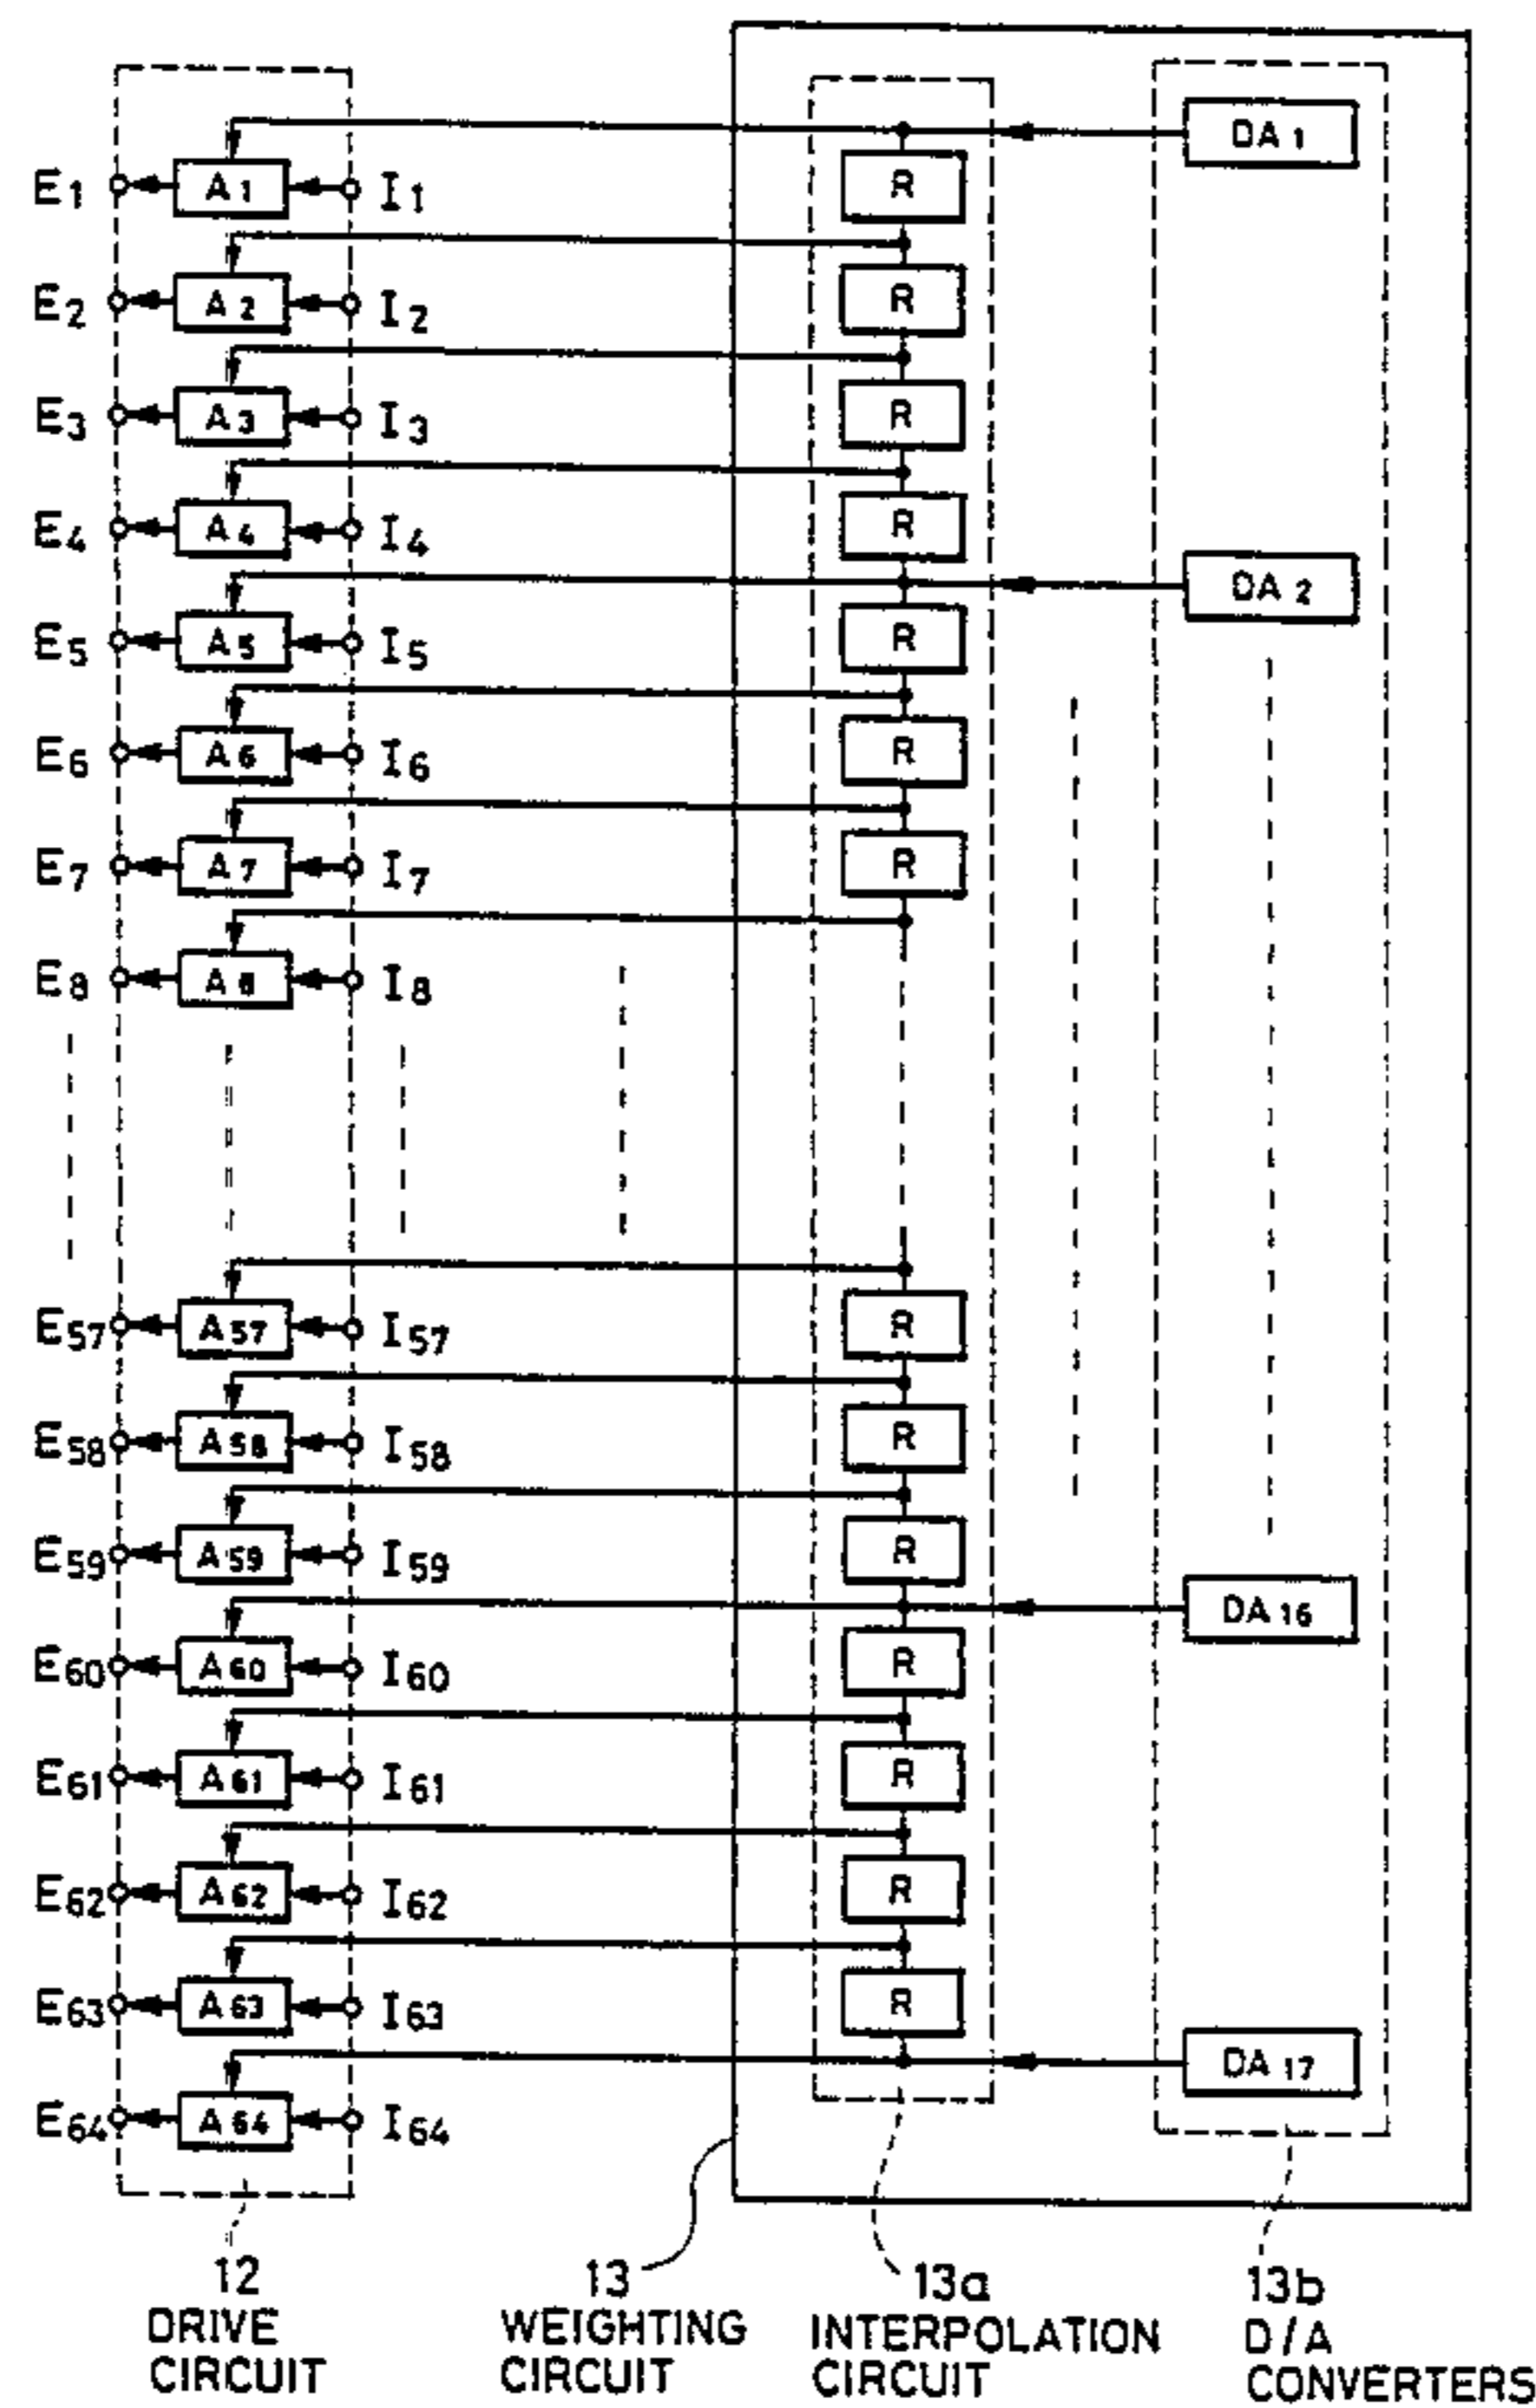 DA 1
E1 A1 I1 R
E2 A2 I2 R
E3 A3 I3 R
E4 A4 I4 R
DA 2
E5 A5 I5 R
E6 A6 I6 R
E7 A7 I7 R
E8 A8 I8
E57 A57 I57 R
E58 A58 I58 R
E59 A59 I59 R
DA 16
E60 A60 I60 R
E61 A61 I61 R
E62 A62 I62 R
E63 A63 I63 R
DA 17
E64 A64 I64
12 13 13a 13b
DRIVE WEIGHTING INTERPOLATION D/A
CIRCUIT CIRCUIT CIRCUIT CONVERTERS